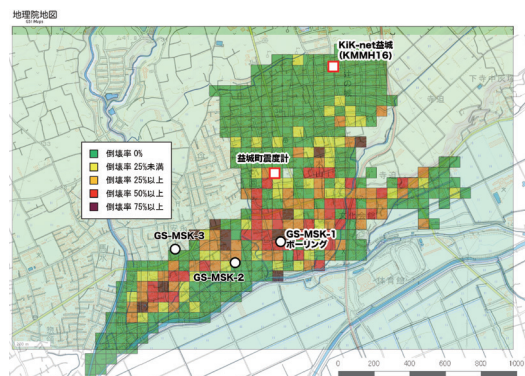 地理院地図
GSI Maps
KiK-net益城
(KMMH16)
益城町震度計
倒壊率 0%
倒壊率 25%未満
倒壊率 25%以上
倒壊率 50%以上
倒壊率 75%以上
GS-MSK-3
GS-MSK-1
ボーリング
GS-MSK-2
0 200 400 600 800 1000